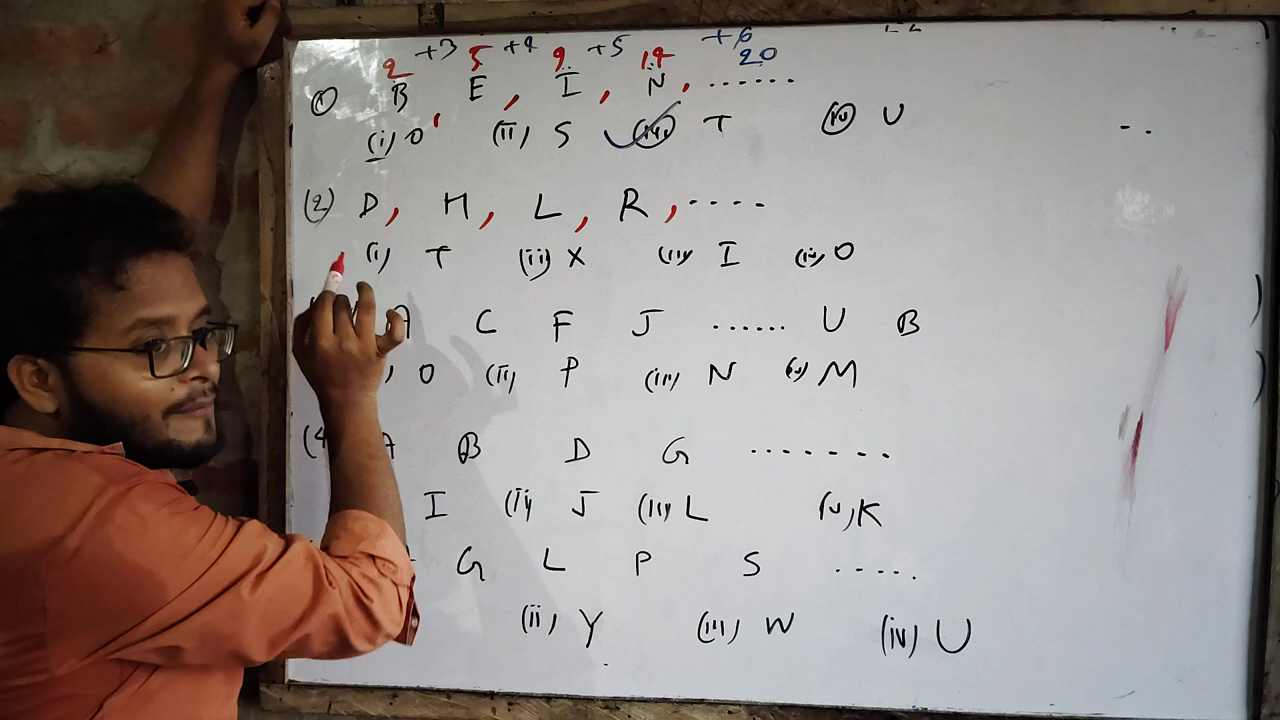 2 +3 5 +4 9 +5 14 +6 20
① B, E, I, N, ......
(i) O (ii) S (iii) T (iv) U
(2) D, H, L, R, ....
(i) T (ii) X (iii) I (iv) O
A C F J ...... U B
O (ii) P (iii) N (iv) M
(4 A B D G .......
I (ii) J (iii) L (iv) K
G L P S .....
(ii) Y (iii) W (iv) U